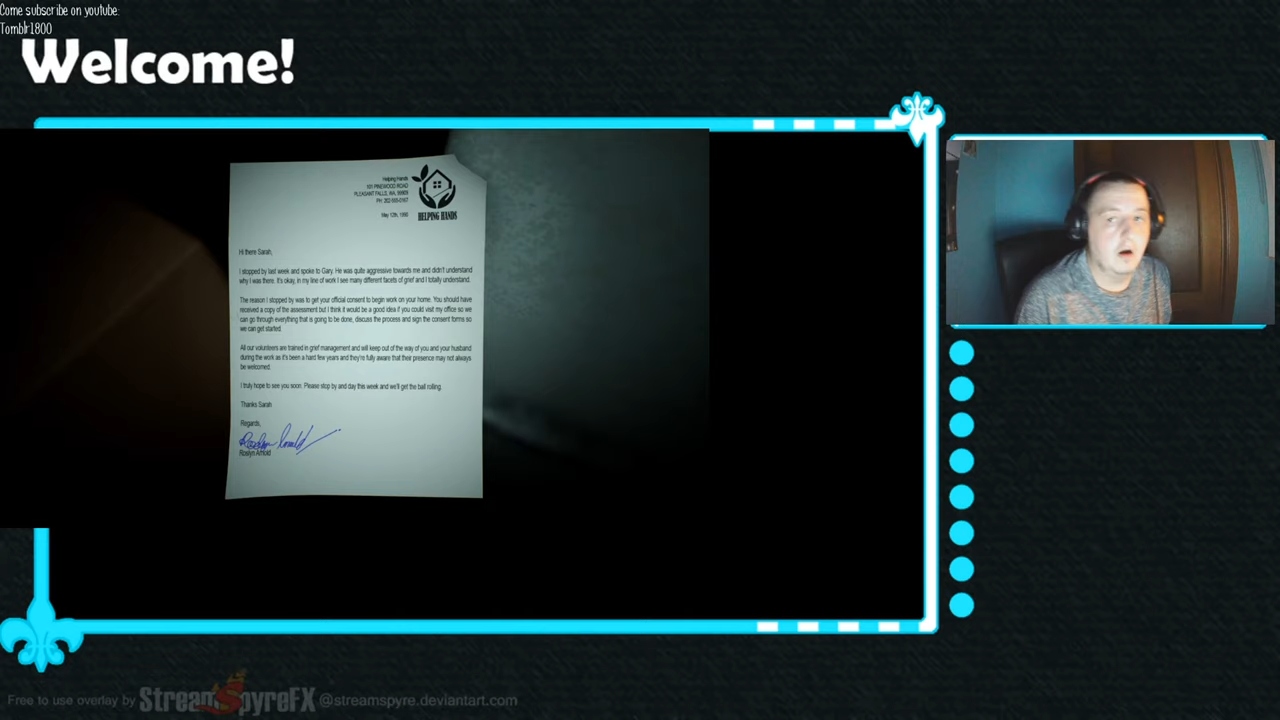 Come subscribe on youtube:
Tomblr1800
Welcome!
Helping Hands
PLEASANT FALLS, WA,
May 12th,
HELPING HANDS
Hi there Sarah,
I stopped by last week and spoke to Gary. He was quite aggressive towards me and didn't understand
why I was there. It's okay, in my line of work I see many different facets of grief and I totally understand.
The reason I stopped by was to get your official consent to begin work on your home. You should have
received a copy of the assessment but I think it would be a good idea if you could visit my office so we
can go through everything that is going to be done, discuss the process and sign the consent forms so
we can get started.
All our volunteers are trained in grief management and will keep out of the way of you and your husband
during the work as it's been a hard few years and they're fully aware that their presence may not always
be welcomed.
I truly hope to see you soon. Please stop by and day this week and we'll get the ball rolling.
Thanks Sarah
Regards,
Roslyn Arnold
Free to use overlay by StreamSpyreFX @streamspyre.deviantart.com